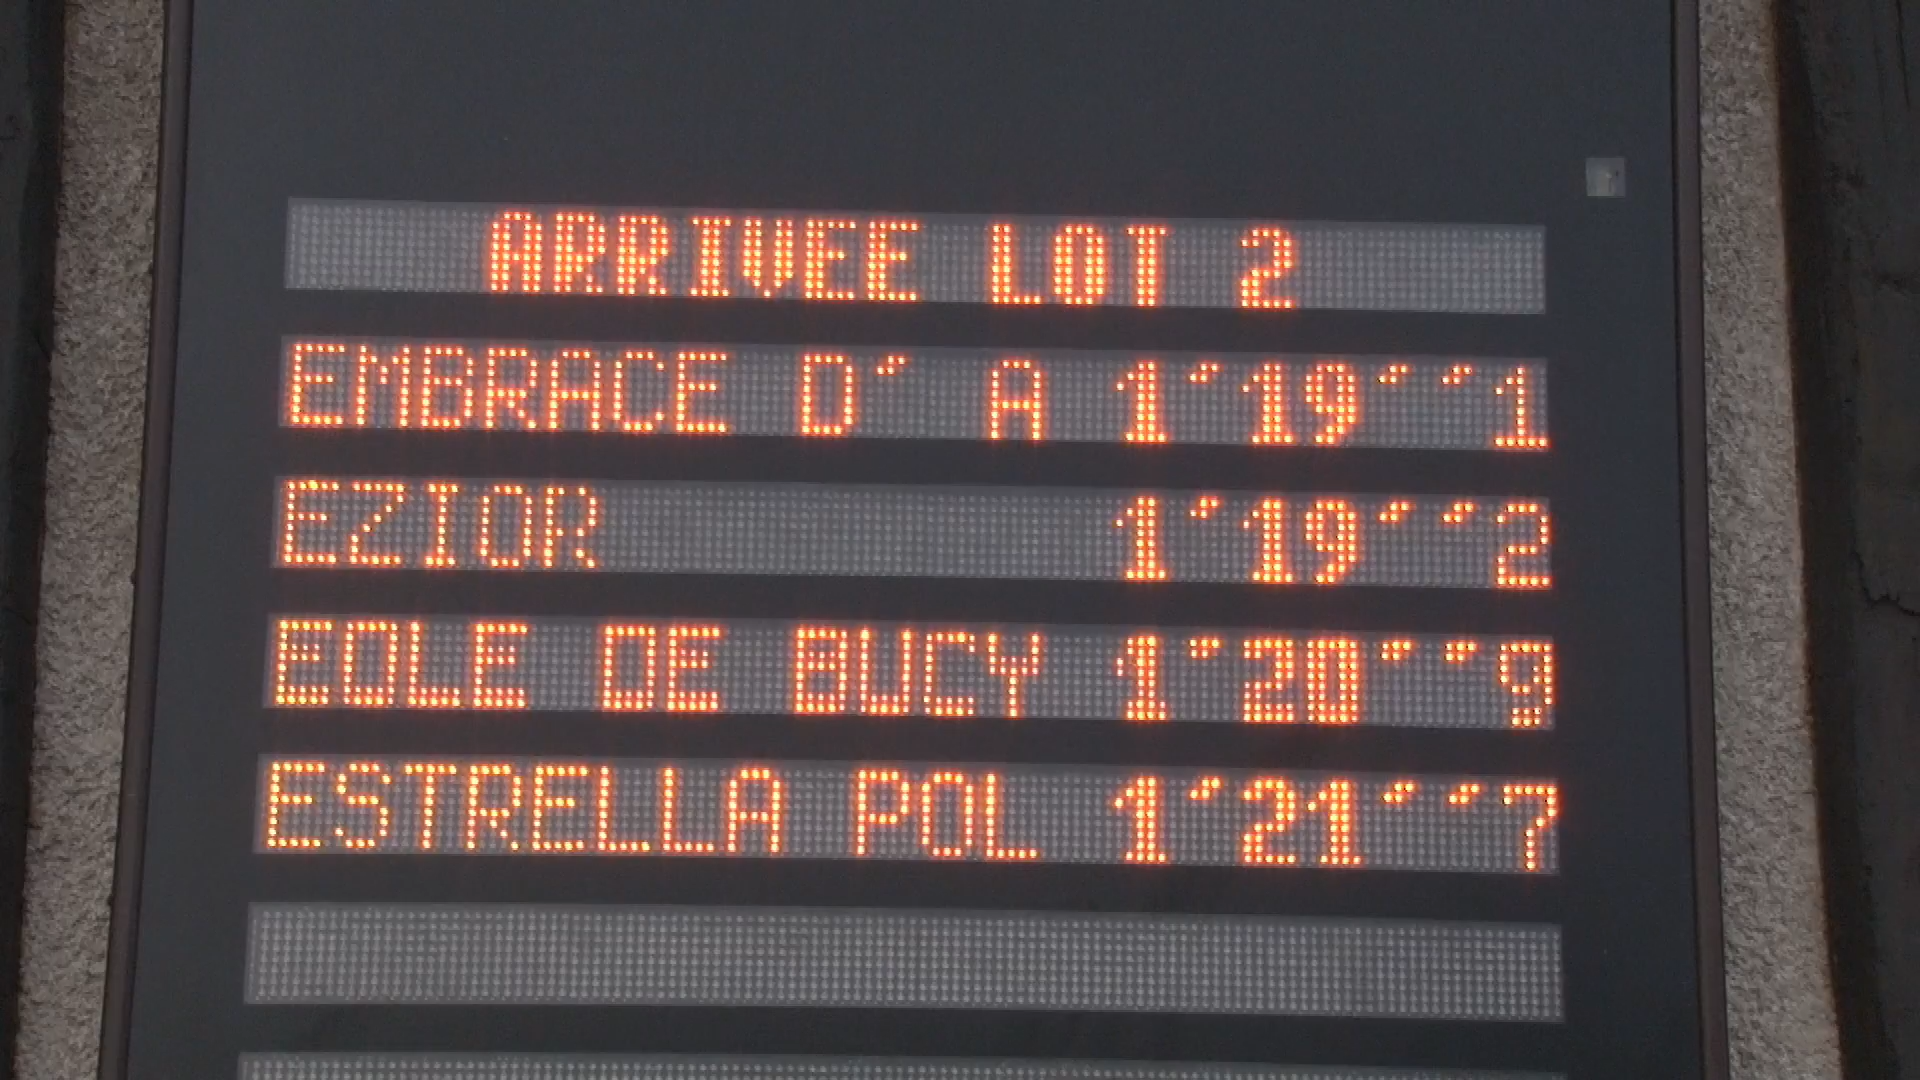 ARRIVEE LOT 2
EMBRACE D' A 1'19''1
EZIOR 1'19''2
EOLE DE BUCY 1'20''9
ESTRELLA POL 1'21''7